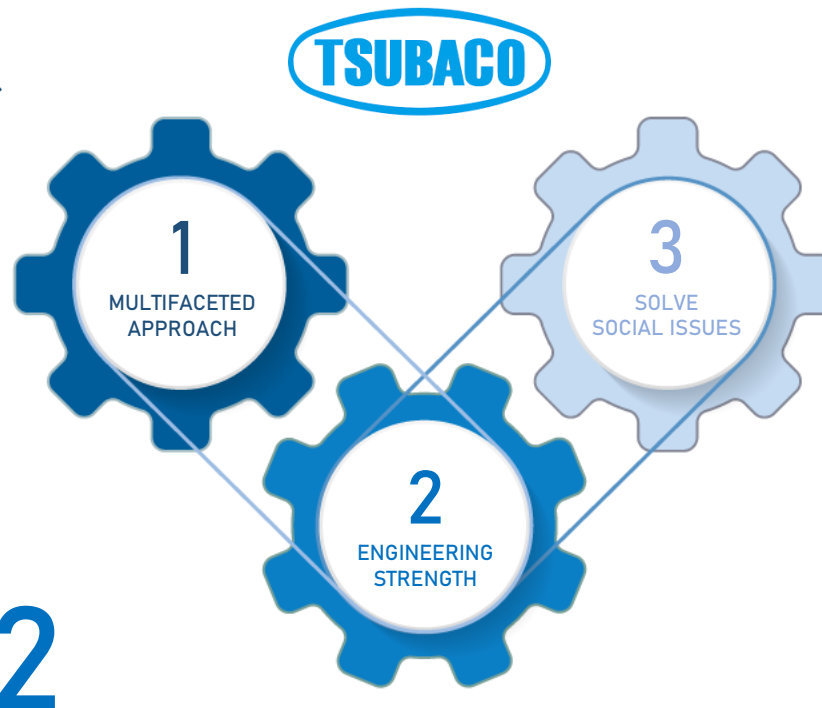 TSUBACO
1
MULTIFACETED
APPROACH
3
SOLVE
SOCIAL ISSUES
2
ENGINEERING
STRENGTH
2